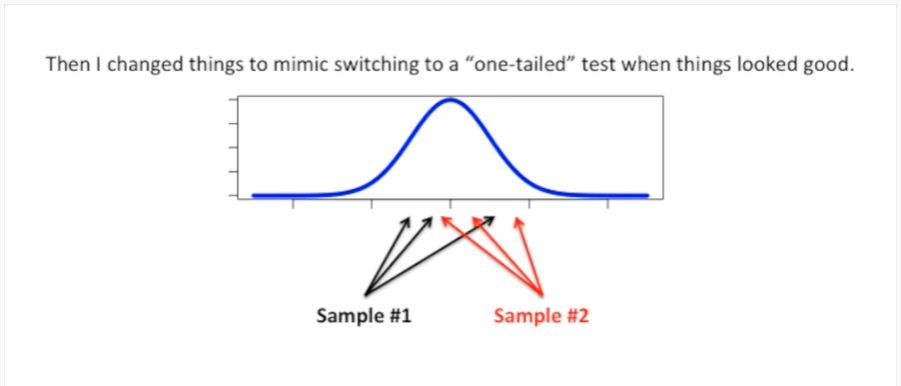 Then I changed things to mimic switching to a “one-tailed” test when things looked good.
Sample #1
Sample #2